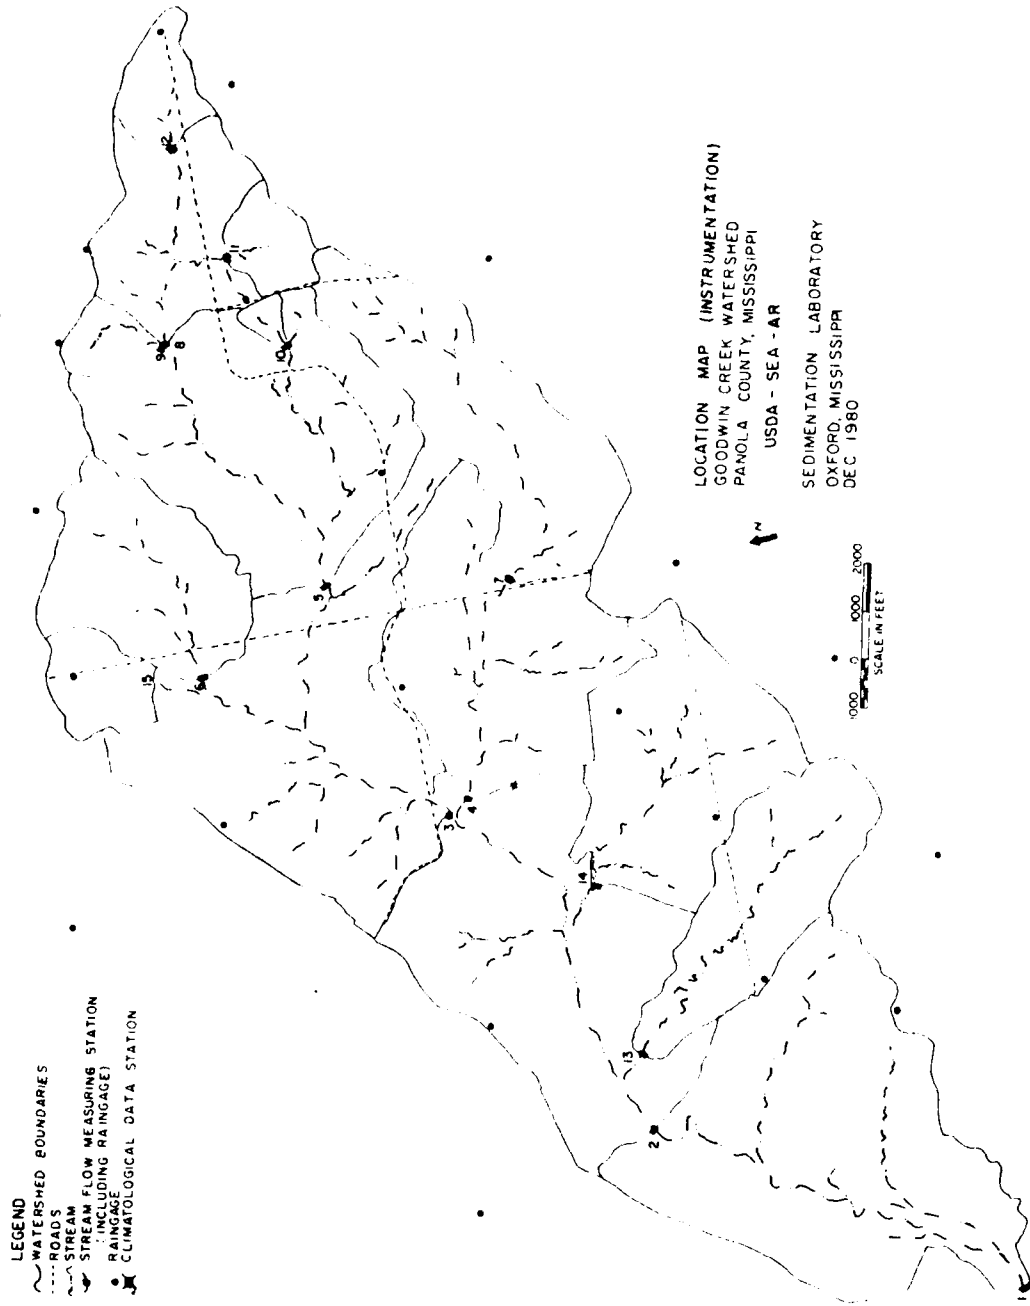 LEGEND
WATERSHED BOUNDARIES
ROADS
STREAM
STREAM FLOW MEASURING STATION
(INCLUDING RAINGAGE)
RAINGAGE
CLIMATOLOGICAL DATA STATION
LOCATION MAP (INSTRUMENTATION)
GOODWIN CREEK WATERSHED
PANOLA COUNTY, MISSISSIPPI
USDA - SEA - AR
SEDIMENTATION LABORATORY
OXFORD, MISSISSIPPI
DEC 1980
N
1000 0 1000 2000
SCALE IN FEET
1
2
13
14
3
4
15
6
5
7
9
8
10
11
12